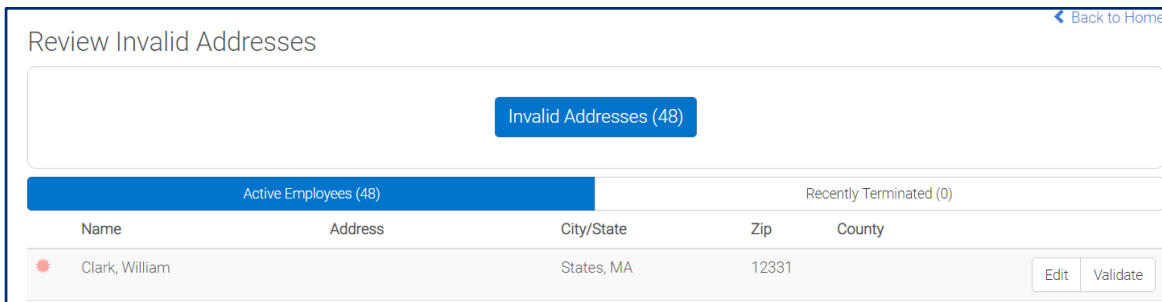 Back to Home
Review Invalid Addresses
Invalid Addresses (48)
Active Employees (48) Recently Terminated (0)
Name Address City/State Zip County
Clark, William States, MA 12331 Edit Validate